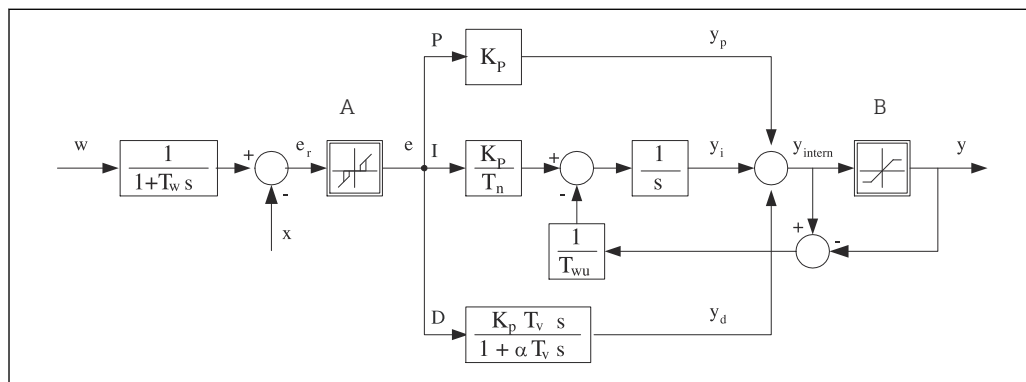 P
y_p
K_P
A
B
w
1
1+T_w s
+
-
e_r
e
I
K_P
T_n
+
-
1
s
y_i
y_intern
y
x
1
T_wu
+
-
D
K_p T_v s
1 + α T_v s
y_d